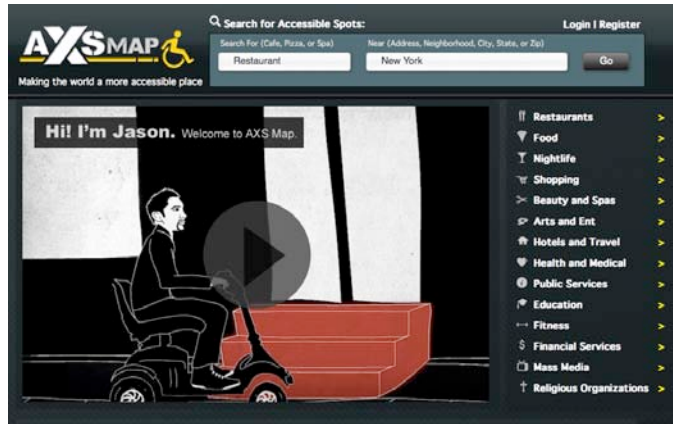 AXSMAP
Making the world a more accessible place
Search for Accessible Spots:
Login | Register
Search For (Cafe, Pizza, or Spa)
Near (Address, Neighborhood, City, State, or Zip)
Restaurant
New York
Go
Hi! I'm Jason. Welcome to AXS Map.
Restaurants >
Food >
Nightlife >
Shopping >
Beauty and Spas >
Arts and Ent >
Hotels and Travel >
Health and Medical >
Public Services >
Education >
Fitness >
Financial Services >
Mass Media >
Religious Organizations >